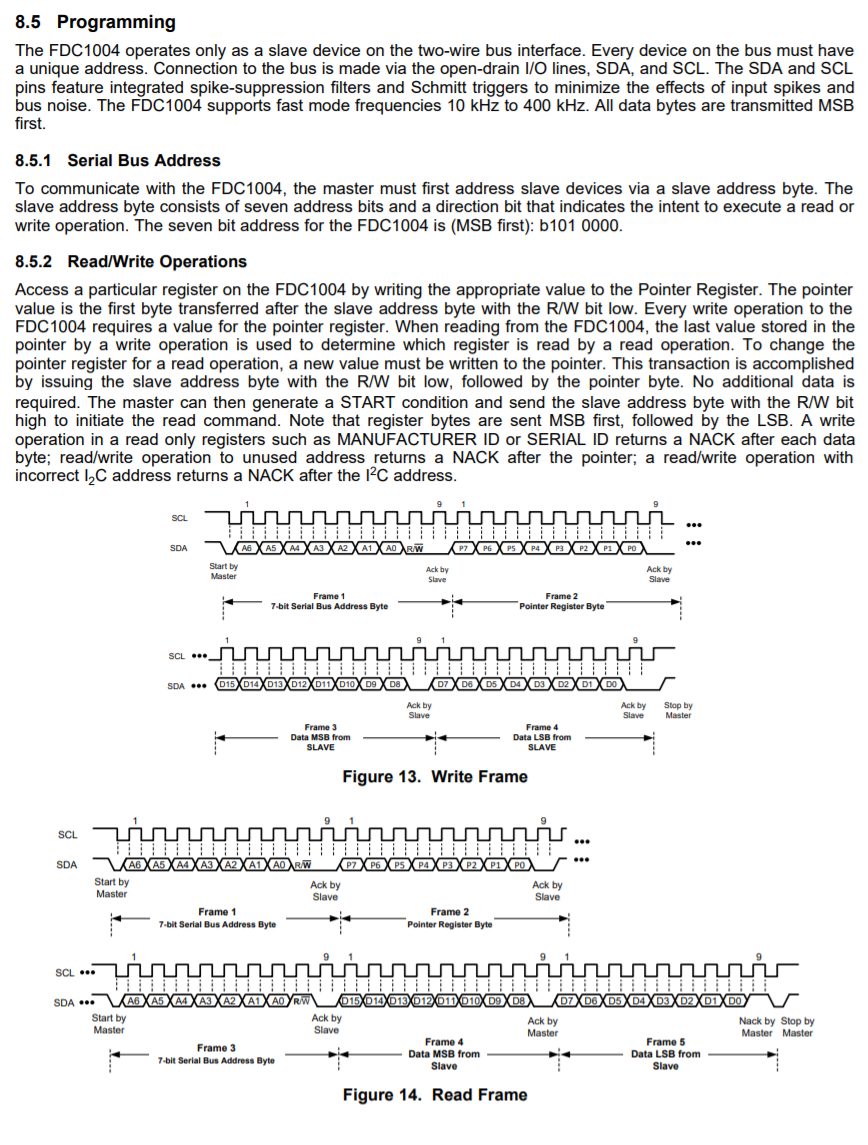 8.5 Programming
The FDC1004 operates only as a slave device on the two-wire bus interface. Every device on the bus must have
a unique address. Connection to the bus is made via the open-drain I/O lines, SDA, and SCL. The SDA and SCL
pins feature integrated spike-suppression filters and Schmitt triggers to minimize the effects of input spikes and
bus noise. The FDC1004 supports fast mode frequencies 10 kHz to 400 kHz. All data bytes are transmitted MSB
first.
8.5.1 Serial Bus Address
To communicate with the FDC1004, the master must first address slave devices via a slave address byte. The
slave address byte consists of seven address bits and a direction bit that indicates the intent to execute a read or
write operation. The seven bit address for the FDC1004 is (MSB first): b101 0000.
8.5.2 Read/Write Operations
Access a particular register on the FDC1004 by writing the appropriate value to the Pointer Register. The pointer
value is the first byte transferred after the slave address byte with the R/W bit low. Every write operation to the
FDC1004 requires a value for the pointer register. When reading from the FDC1004, the last value stored in the
pointer by a write operation is used to determine which register is read by a read operation. To change the
pointer register for a read operation, a new value must be written to the pointer. This transaction is accomplished
by issuing the slave address byte with the R/W bit low, followed by the pointer byte. No additional data is
required. The master can then generate a START condition and send the slave address byte with the R/W bit
high to initiate the read command. Note that register bytes are sent MSB first, followed by the LSB. A write
operation in a read only registers such as MANUFACTURER ID or SERIAL ID returns a NACK after each data
byte; read/write operation to unused address returns a NACK after the pointer; a read/write operation with
incorrect I₂C address returns a NACK after the I²C address.
1 9 1 9
SCL
SDA A6 A5 A4 A3 A2 A1 A0 R/W̅ P7 P6 P5 P4 P3 P2 P1 P0
Start by Ack by Ack by
Master Slave Slave
Frame 1 Frame 2
7-bit Serial Bus Address Byte Pointer Register Byte
1 9 1 9
SCL
SDA D15 D14 D13 D12 D11 D10 D9 D8 D7 D6 D5 D4 D3 D2 D1 D0
Ack by Ack by Stop by
Slave Slave Master
Frame 3 Frame 4
Data MSB from Data LSB from
SLAVE SLAVE
Figure 13. Write Frame
1 9 1 9
SCL
SDA A6 A5 A4 A3 A2 A1 A0 R/W̅ P7 P6 P5 P4 P3 P2 P1 P0
Start by Ack by Ack by
Master Slave Slave
Frame 1 Frame 2
7-bit Serial Bus Address Byte Pointer Register Byte
1 9 1 9 1 9
SCL
SDA A6 A5 A4 A3 A2 A1 A0 R/W̅ D15 D14 D13 D12 D11 D10 D9 D8 D7 D6 D5 D4 D3 D2 D1 D0
Start by Ack by Ack by Nack by Stop by
Master Slave Master Master Master
Frame 3 Frame 4 Frame 5
7-bit Serial Bus Address Byte Data MSB from Data LSB from
Slave Slave
Figure 14. Read Frame